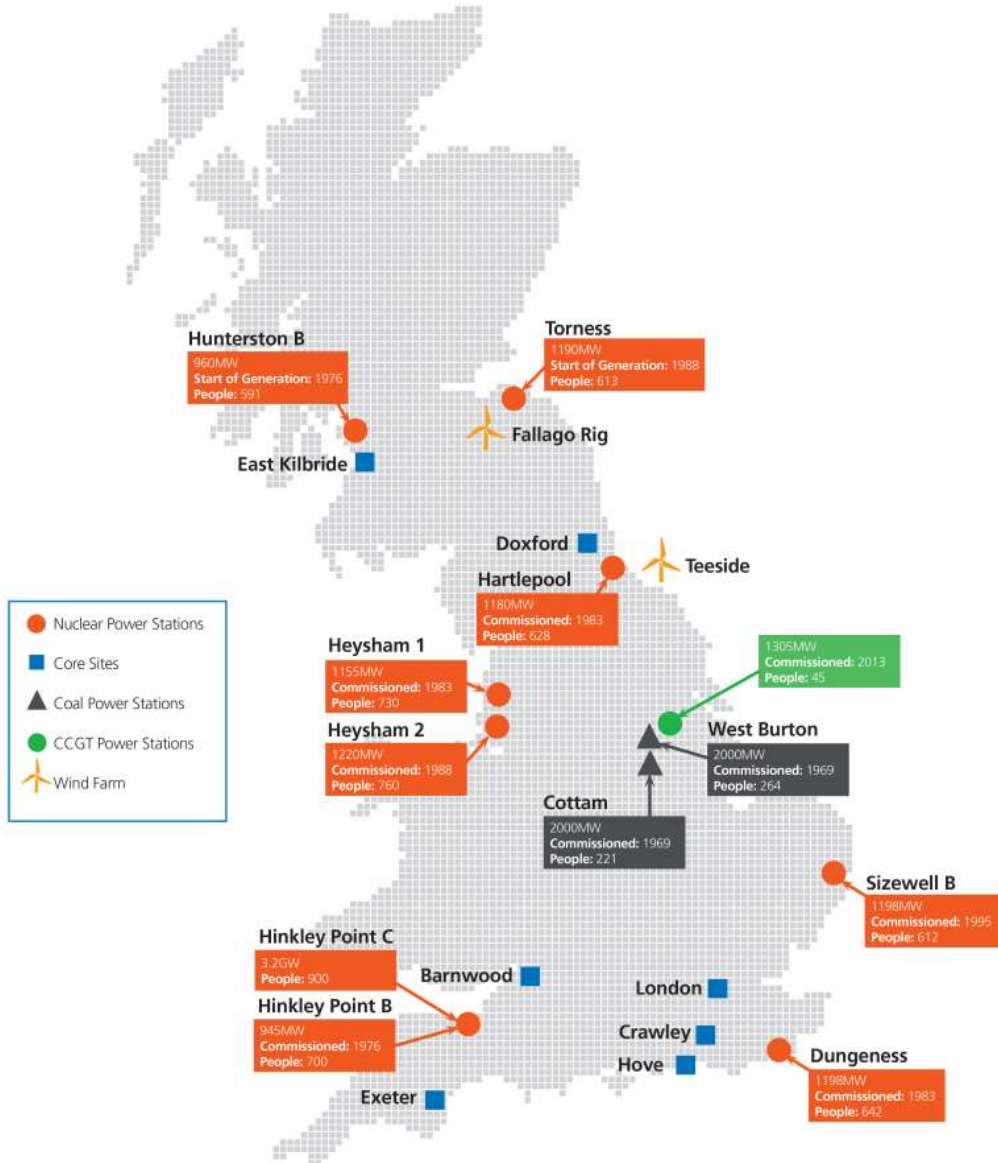 Hunterston B
960MW
Start of Generation: 1976
People: 591
Torness
1190MW
Start of Generation: 1988
People: 613
Fallago Rig
East Kilbride
Doxford
Hartlepool
1180MW
Commissioned: 1983
People: 628
Teeside
Nuclear Power Stations
Core Sites
Coal Power Stations
CCGT Power Stations
Wind Farm
Heysham 1
1155MW
Commissioned: 1983
People: 730
Heysham 2
1220MW
Commissioned: 1988
People: 760
1305MW
Commissioned: 2013
People: 45
West Burton
2000MW
Commissioned: 1969
People: 264
Cottam
2000MW
Commissioned: 1969
People: 221
Sizewell B
1198MW
Commissioned: 1995
People: 612
Hinkley Point C
3.2GW
People: 900
Hinkley Point B
945MW
Commissioned: 1976
People: 700
Barnwood
London
Crawley
Hove
Exeter
Dungeness
1198MW
Commissioned: 1983
People: 642